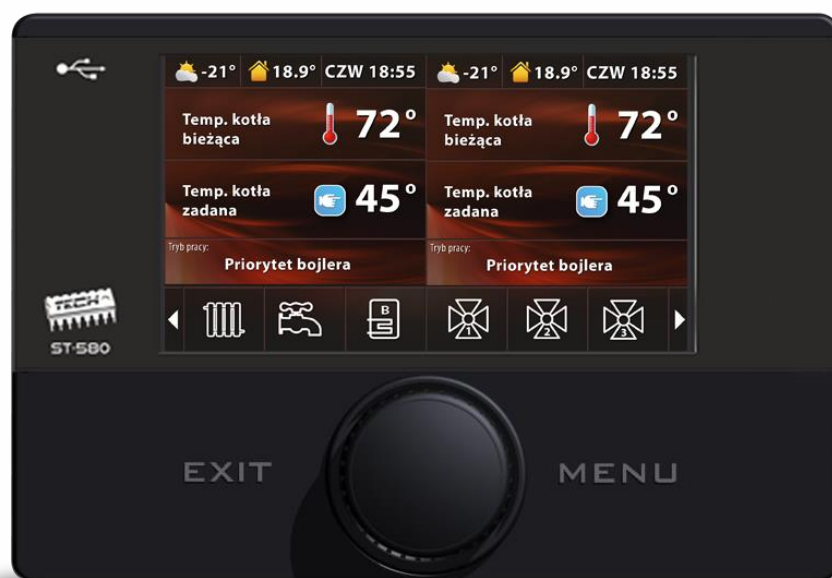 -21° 18.9° CZW 18:55 -21° 18.9° CZW 18:55
Temp. kotła
bieżąca
72°
Temp. kotła
bieżąca
72°
Temp. kotła
zadana
45°
Temp. kotła
zadana
45°
Tryb pracy:
Priorytet bojlera
Tryb pracy:
Priorytet bojlera
B
1
2
3
TECH
ST-580
EXIT
MENU